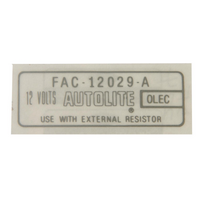 FAC-12029-A
12 VOLTS AUTOLITE® OLEC
USE WITH EXTERNAL RESISTOR